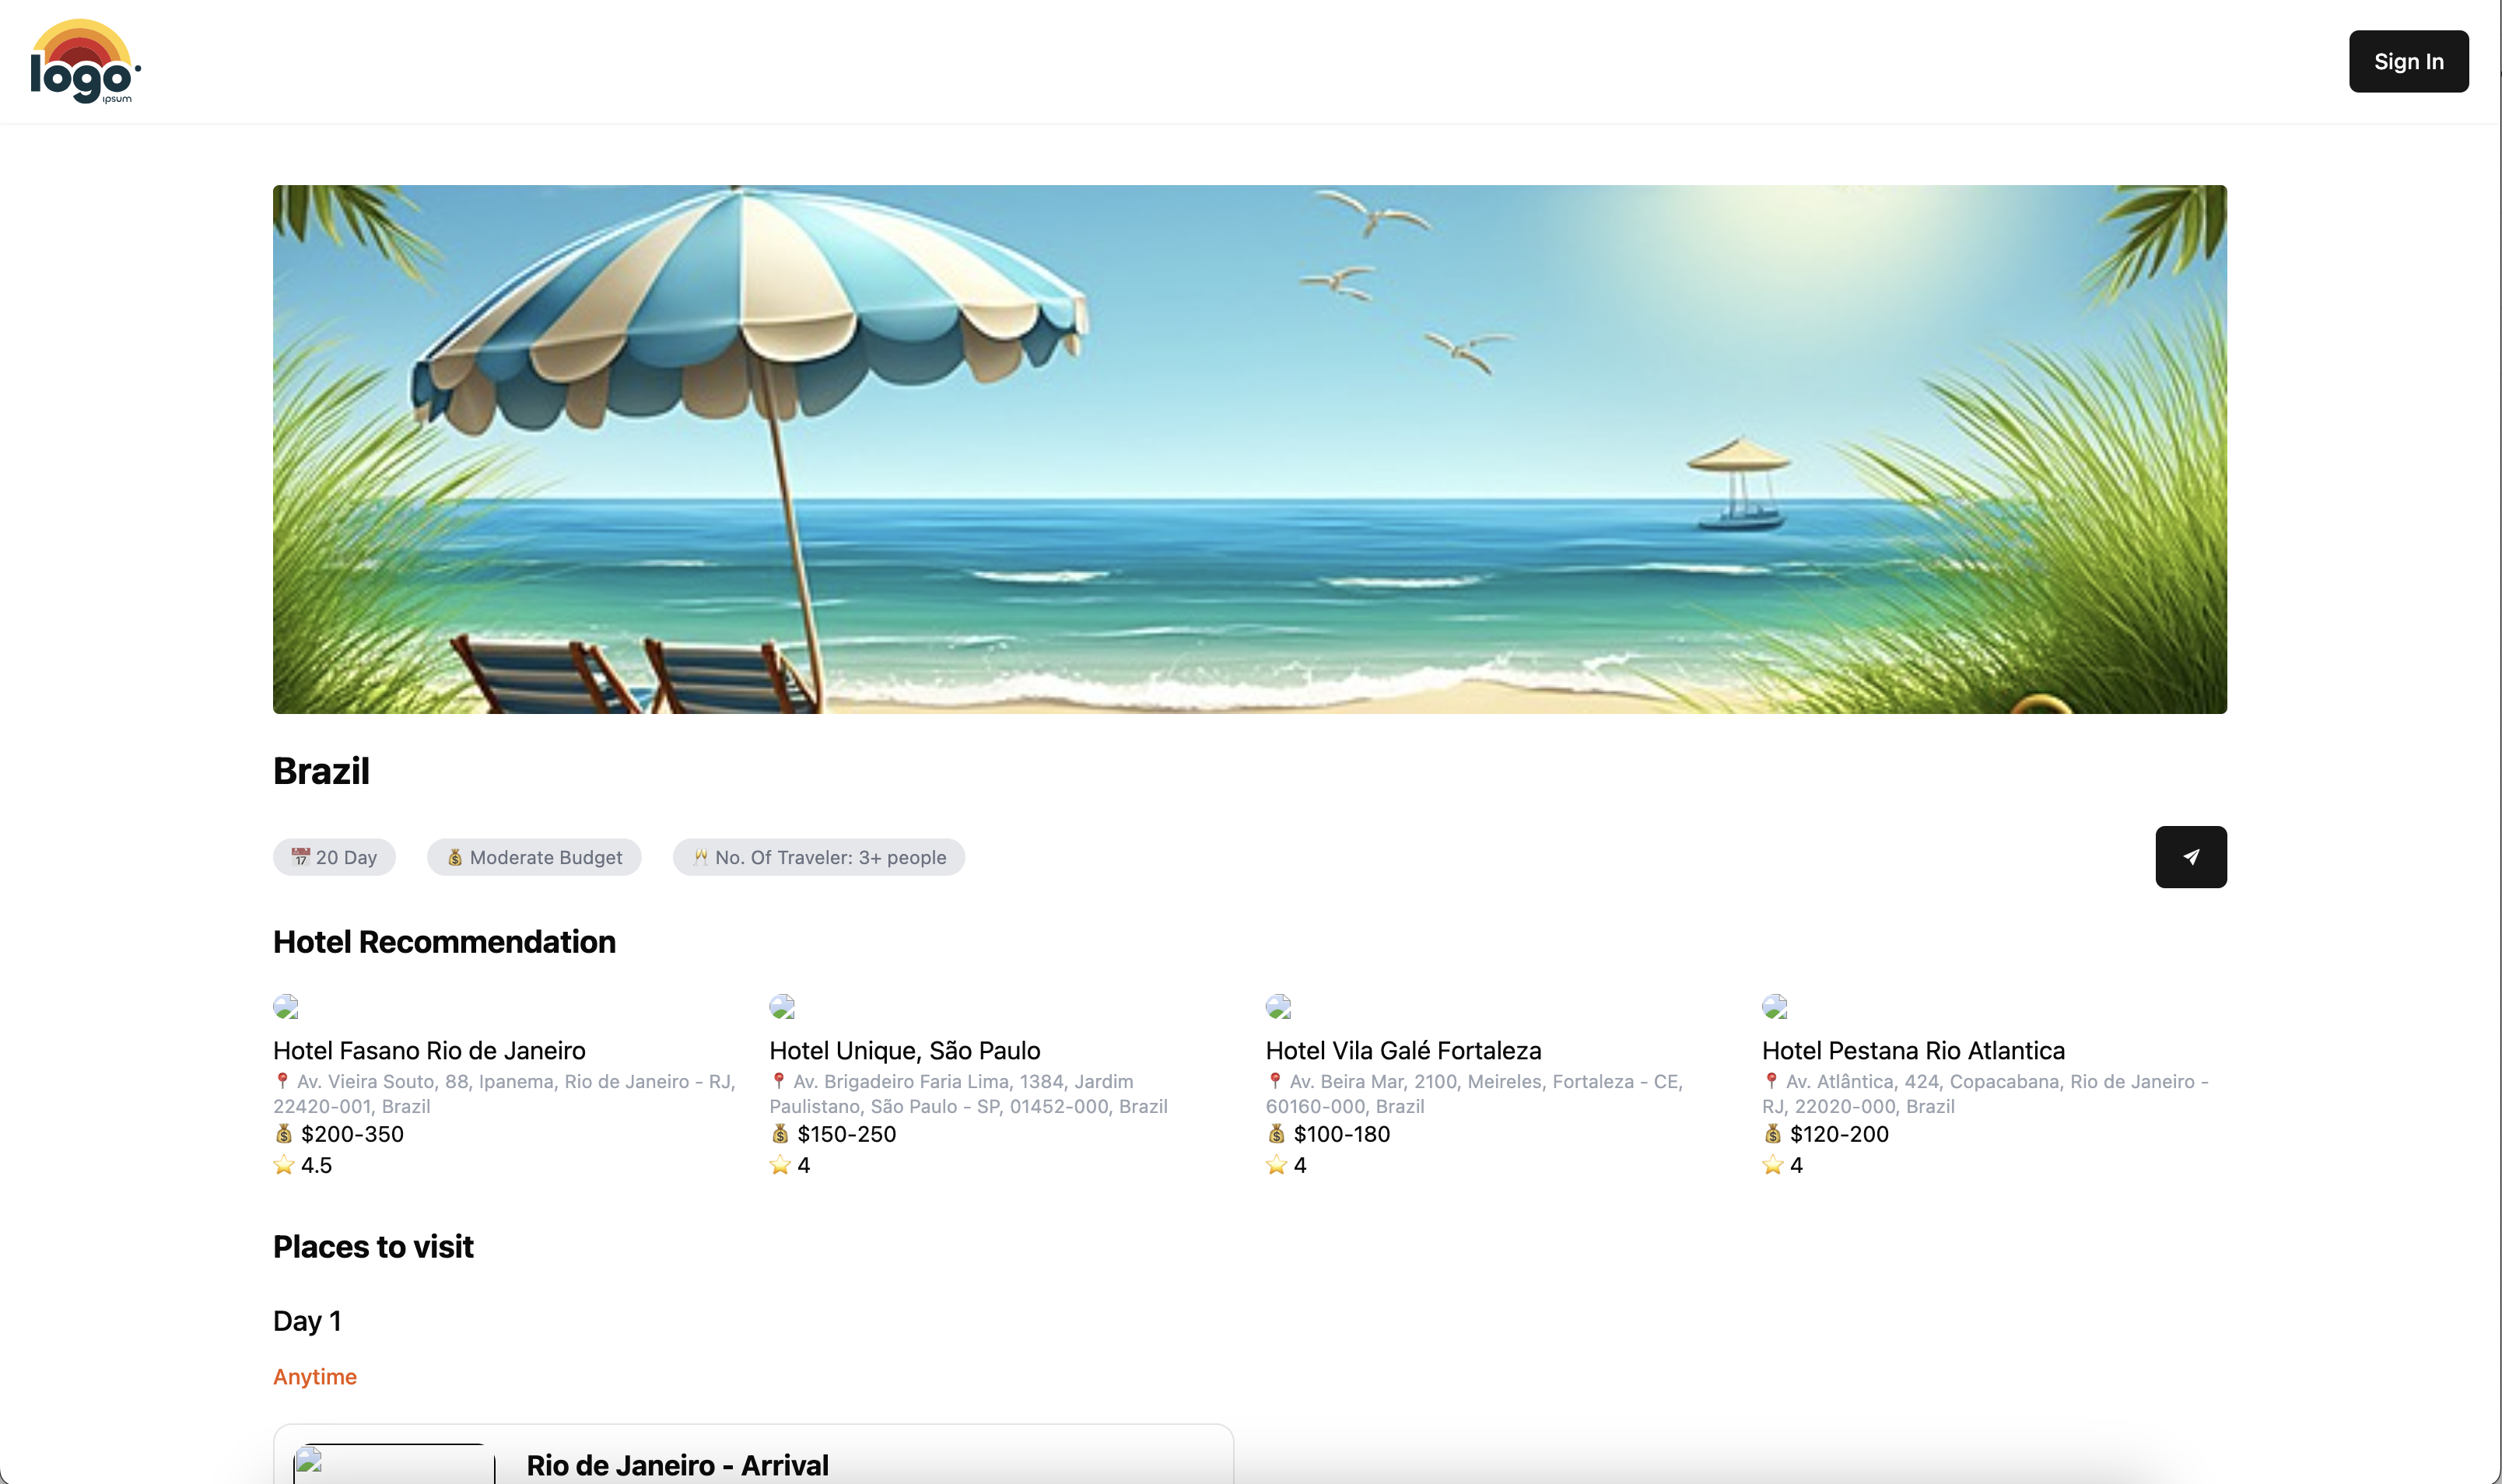 logo
ipsum
Sign In
Brazil
📅 20 Day
💰 Moderate Budget
🥂 No. Of Traveler: 3+ people
Hotel Recommendation
Hotel Fasano Rio de Janeiro
📍 Av. Vieira Souto, 88, Ipanema, Rio de Janeiro - RJ,
22420-001, Brazil
💰 $200-350
⭐ 4.5
Hotel Unique, São Paulo
📍 Av. Brigadeiro Faria Lima, 1384, Jardim
Paulistano, São Paulo - SP, 01452-000, Brazil
💰 $150-250
⭐ 4
Hotel Vila Galé Fortaleza
📍 Av. Beira Mar, 2100, Meireles, Fortaleza - CE,
60160-000, Brazil
💰 $100-180
⭐ 4
Hotel Pestana Rio Atlantica
📍 Av. Atlântica, 424, Copacabana, Rio de Janeiro -
RJ, 22020-000, Brazil
💰 $120-200
⭐ 4
Places to visit
Day 1
Anytime
Rio de Janeiro - Arrival